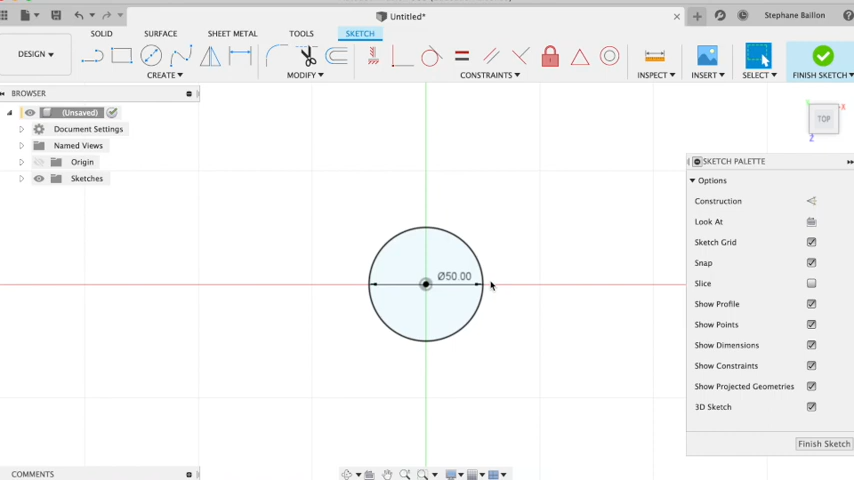 Untitled*
Stephane Baillon
DESIGN
SOLID SURFACE SHEET METAL TOOLS SKETCH
CREATE MODIFY CONSTRAINTS INSPECT INSERT SELECT FINISH SKETCH
BROWSER
(Unsaved)
Document Settings
Named Views
Origin
Sketches
X
TOP
Z
Ø50.00
SKETCH PALETTE
Options
Construction
Look At
Sketch Grid
Snap
Slice
Show Profile
Show Points
Show Dimensions
Show Constraints
Show Projected Geometries
3D Sketch
Finish Sketch
COMMENTS